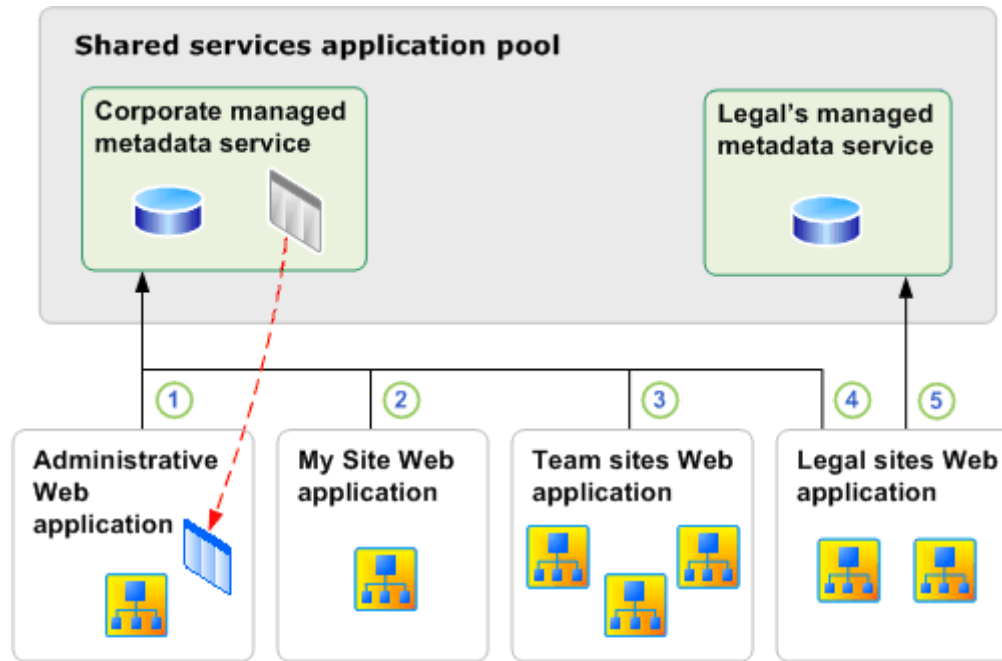 Shared services application pool
Corporate managed
metadata service
Legal's managed
metadata service
1
2
3
4
5
Administrative
Web
application
My Site Web
application
Team sites Web
application
Legal sites Web
application